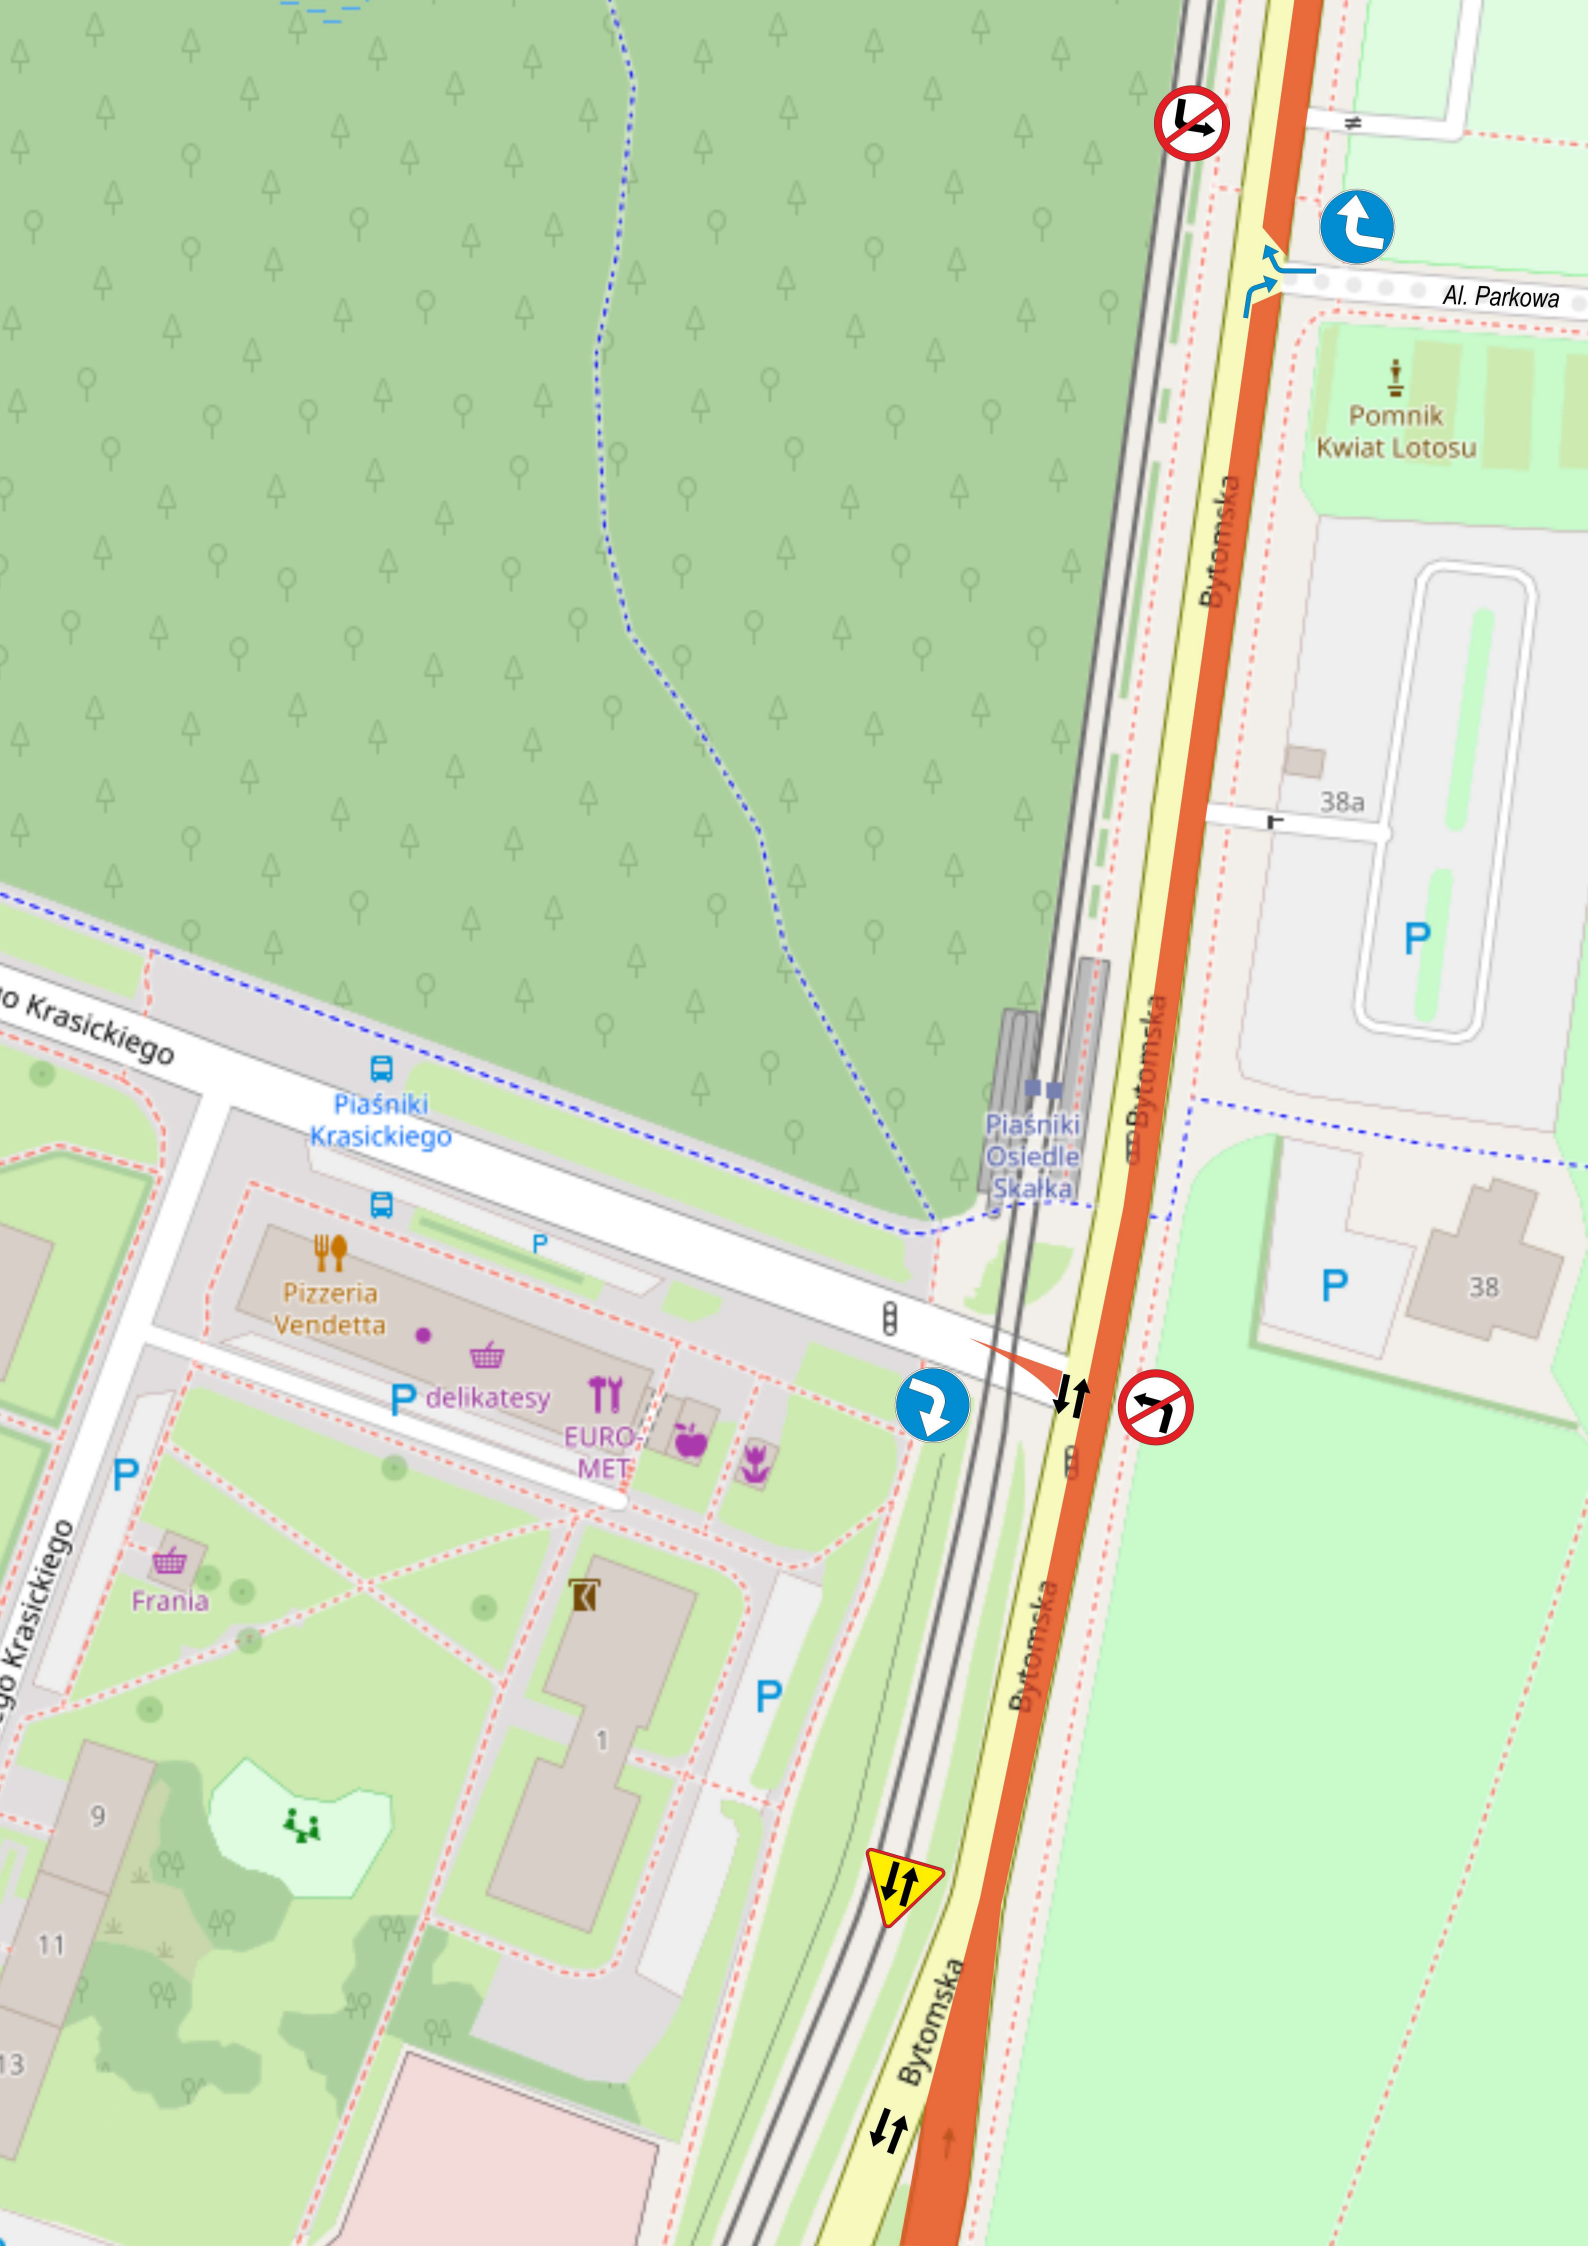 Al. Parkowa
Pomnik
Kwiat Lotosu
Bytomska
38a
P
Bytomska
go Krasickiego
Piaśniki
Krasickiego
Piaśniki
Osiedle
Skałka
P
P
38
Pizzeria
Vendetta
P
delikatesy
EURO-
MET
P
Frania
ego Krasickiego
Bytomska
P
1
9
11
Bytomska
13